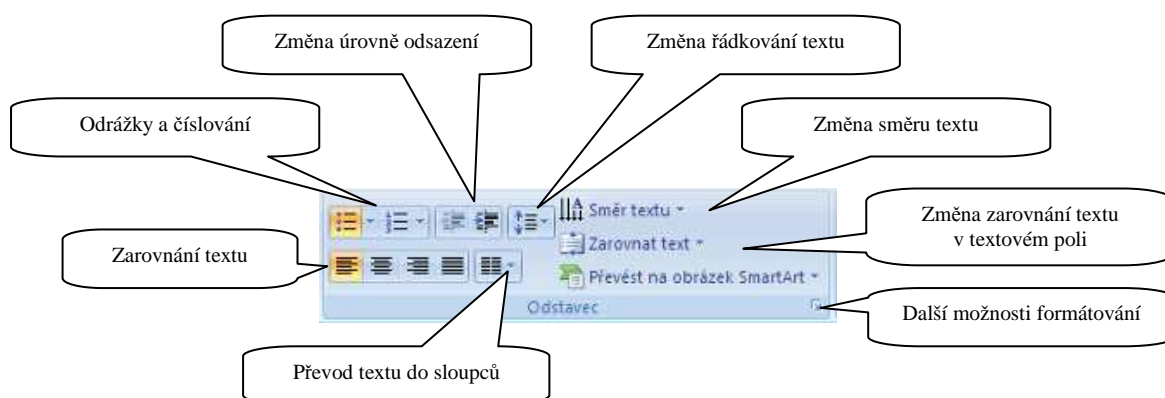 Změna úrovně odsazení
Změna řádkování textu
Odrážky a číslování
Změna směru textu
Směr textu
Změna zarovnání textu
v textovém poli
Zarovnání textu
Zarovnat text
Převést na obrázek SmartArt
Odstavec
Další možnosti formátování
Převod textu do sloupců